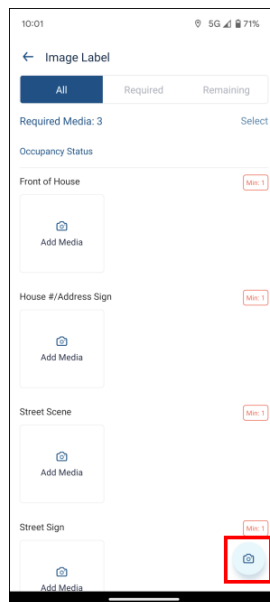 10:01
5G 71%
← Image Label
All Required Remaining
Required Media: 3 Select
Occupancy Status
Front of House Min: 1
Add Media
House #/Address Sign Min: 1
Add Media
Street Scene Min: 1
Add Media
Street Sign Min: 1
Add Media